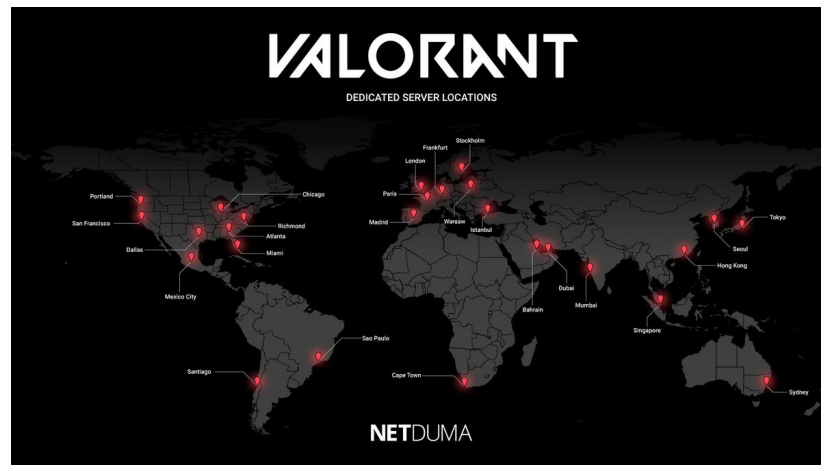 VALORANT
DEDICATED SERVER LOCATIONS
Stockholm
Frankfurt
London
Portland
Chicago
Paris
San Francisco
Richmond
Madrid
Warsaw
Istanbul
Tokyo
Atlanta
Dallas
Miami
Seoul
Hong Kong
Mexico City
Dubai
Mumbai
Bahrain
Singapore
Sao Paulo
Santiago
Cape Town
Sydney
NETDUMA